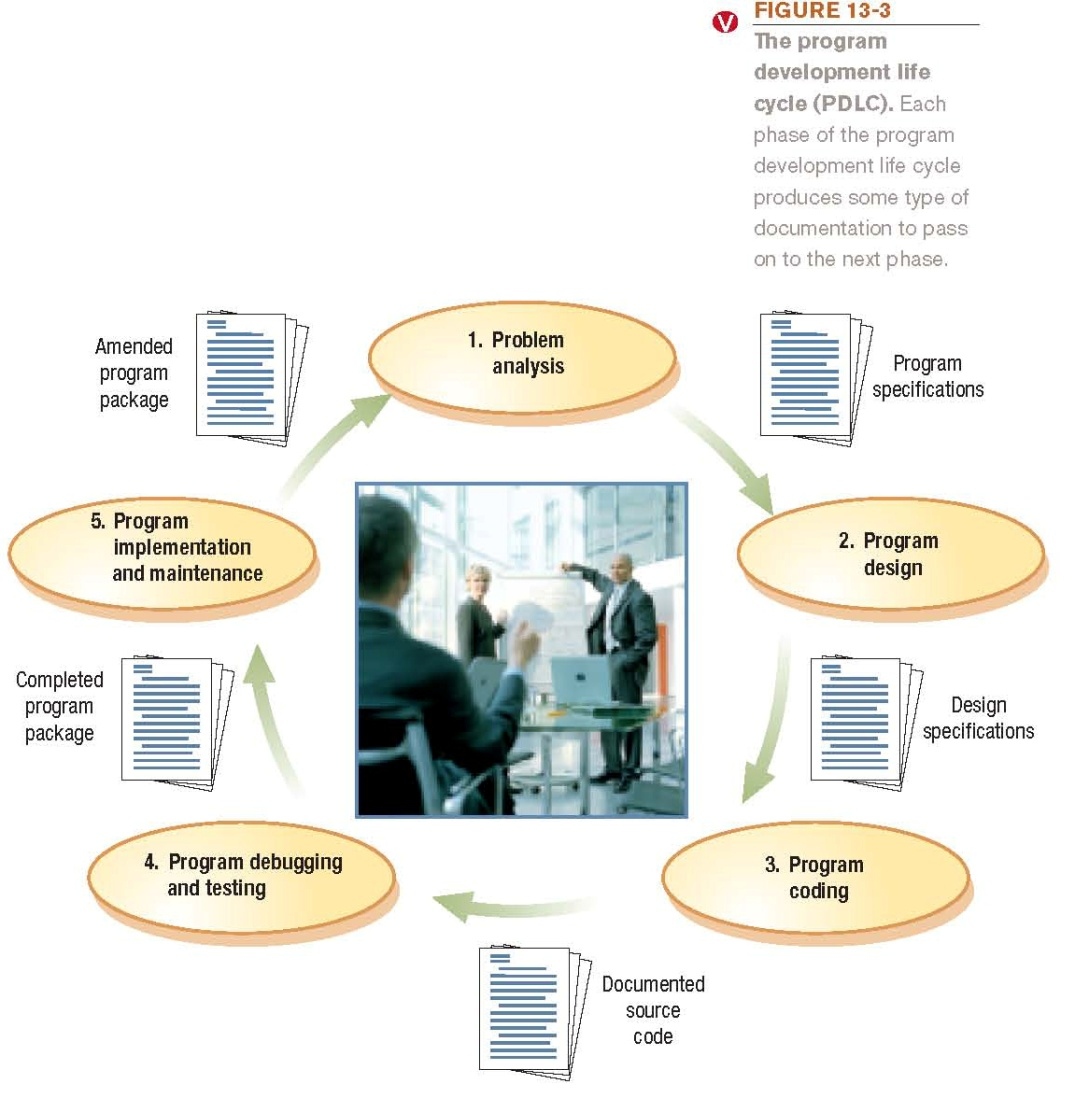 V
FIGURE 13-3
The program
development life
cycle (PDLC). Each
phase of the program
development life cycle
produces some type of
documentation to pass
on to the next phase.
1. Problem
analysis
Program
specifications
2. Program
design
Design
specifications
3. Program
coding
Documented
source
code
4. Program debugging
and testing
Completed
program
package
5. Program
implementation
and maintenance
Amended
program
package